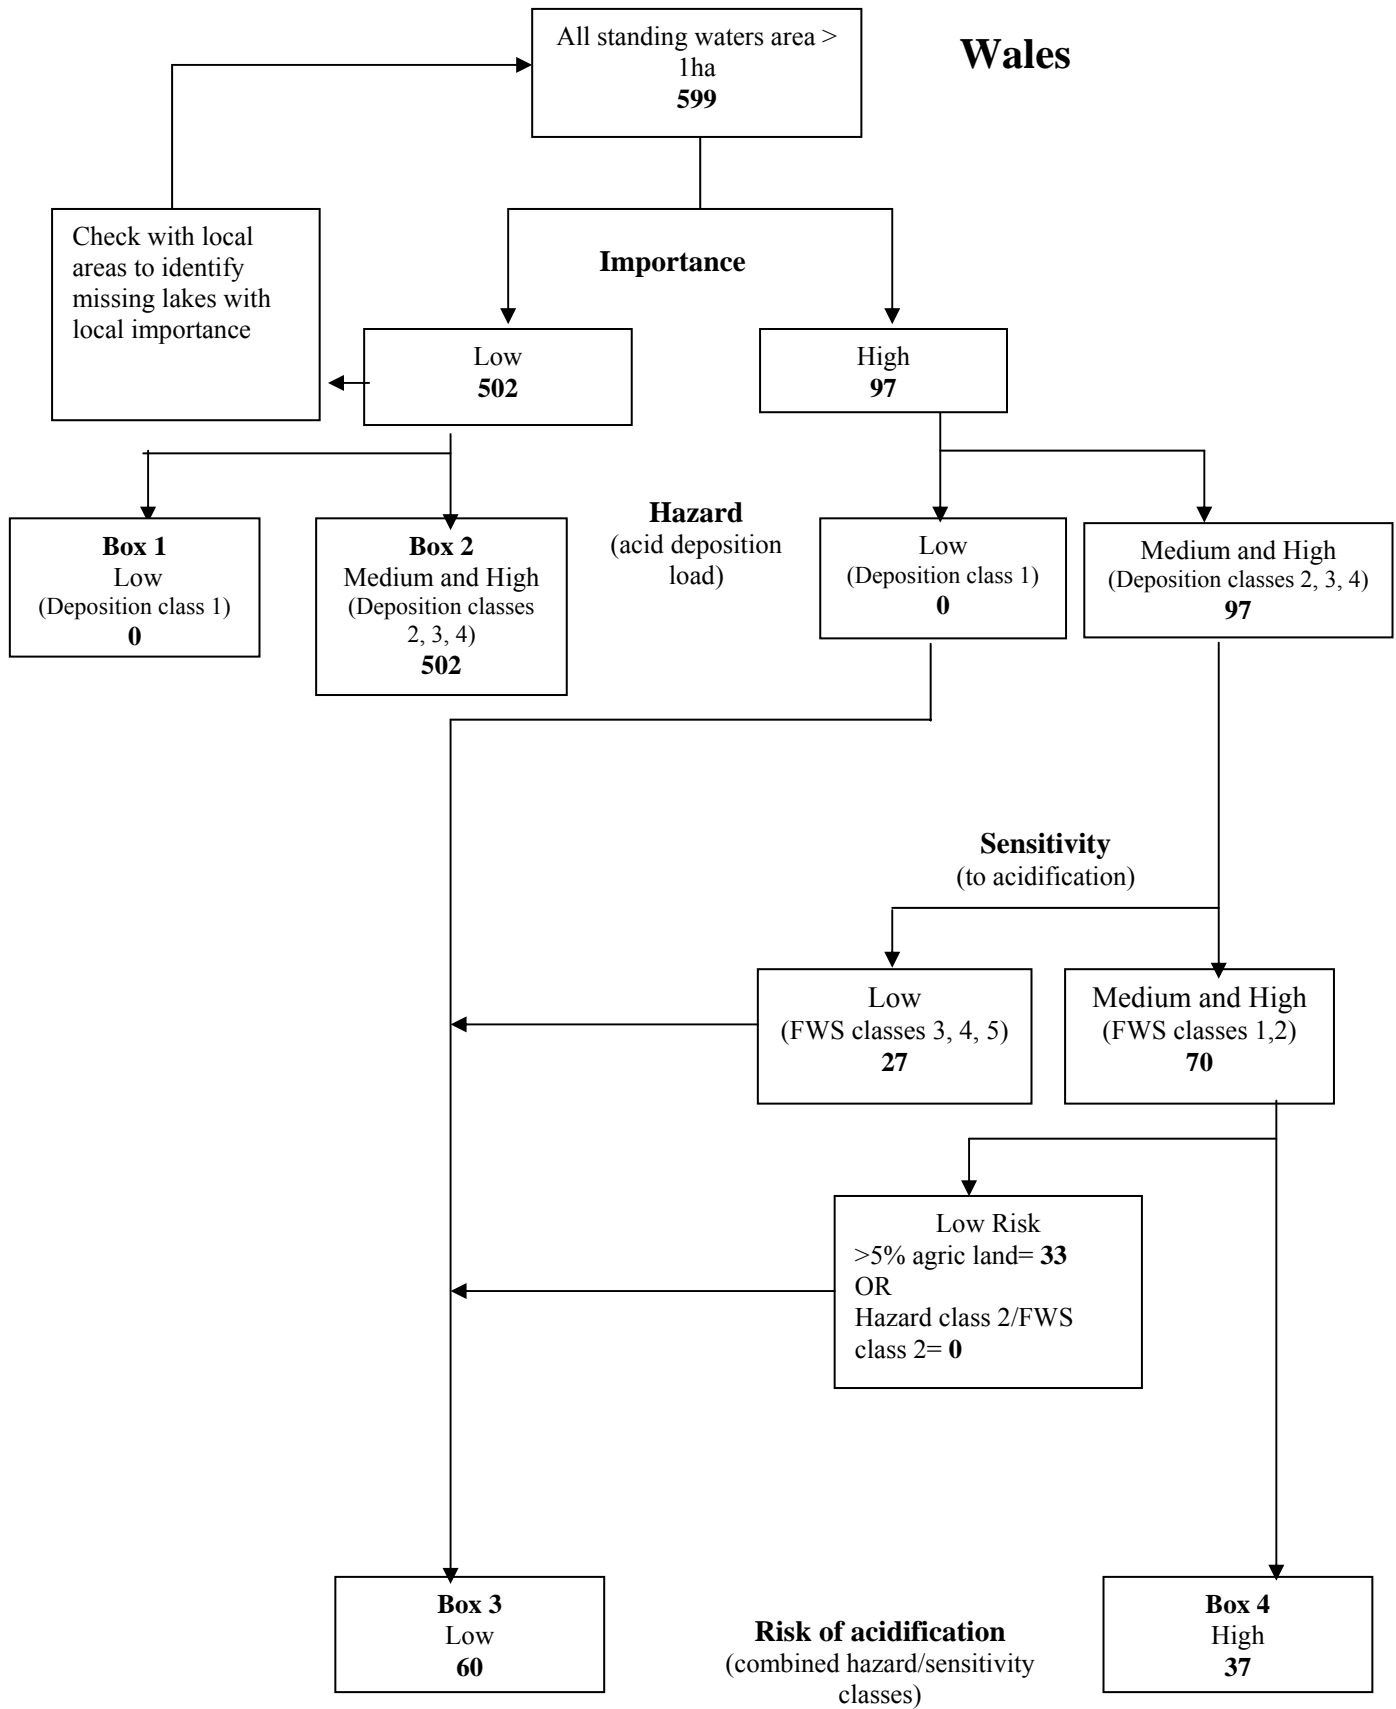 All standing waters area >
1ha
599
Wales
Check with local
areas to identify
missing lakes with
local importance
Importance
Low
502
High
97
Box 1
Low
(Deposition class 1)
0
Box 2
Medium and High
(Deposition classes
2, 3, 4)
502
Hazard
(acid deposition
load)
Low
(Deposition class 1)
0
Medium and High
(Deposition classes 2, 3, 4)
97
Sensitivity
(to acidification)
Low
(FWS classes 3, 4, 5)
27
Medium and High
(FWS classes 1,2)
70
Low Risk
>5% agric land= 33
OR
Hazard class 2/FWS
class 2= 0
Box 3
Low
60
Risk of acidification
(combined hazard/sensitivity
classes)
Box 4
High
37